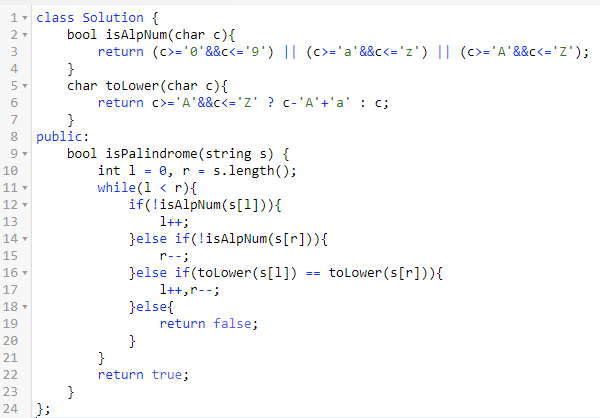 1 class Solution {
2     bool isAlpNum(char c){
3         return (c>='0'&&c<='9') || (c>='a'&&c<='z') || (c>='A'&&c<='Z');
4     }
5     char toLower(char c){
6         return c>='A'&&c<='Z' ? c-'A'+'a' : c;
7     }
8 public:
9     bool isPalindrome(string s) {
10         int l = 0, r = s.length();
11         while(l < r){
12             if(!isAlpNum(s[l])){
13                 l++;
14             }else if(!isAlpNum(s[r])){
15                 r--;
16             }else if(toLower(s[l]) == toLower(s[r])){
17                 l++,r--;
18             }else{
19                 return false;
20             }
21         }
22         return true;
23     }
24 };